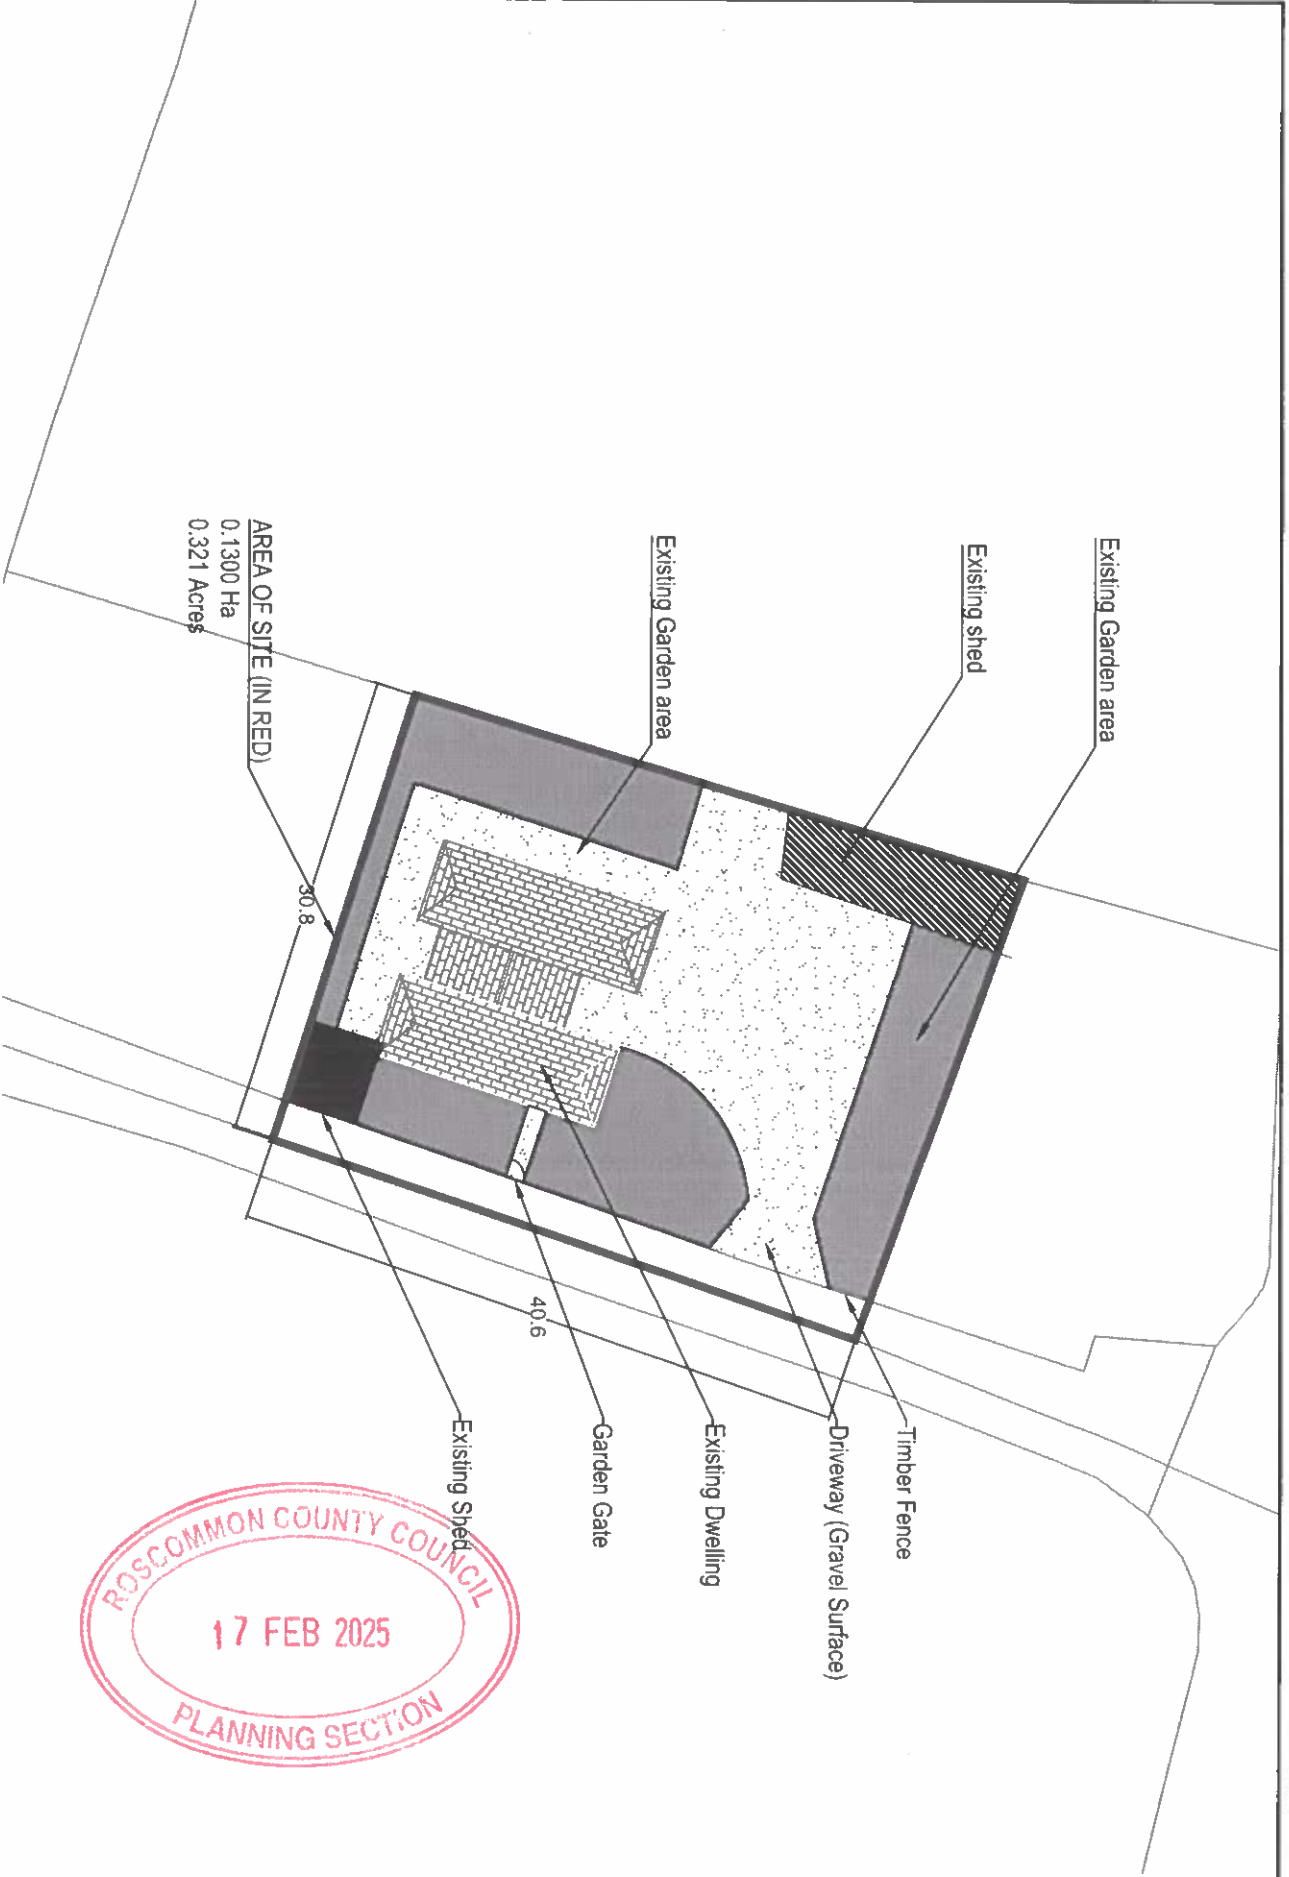 Existing Garden area
Existing shed
Existing Garden area
AREA OF SITE (IN RED)
0.1300 Ha
0.321 Acres
30.8
40.6
Timber Fence
Driveway (Gravel Surface)
Existing Dwelling
Garden Gate
Existing Shed
ROSCOMMON COUNTY COUNCIL
17 FEB 2025
PLANNING SECTION